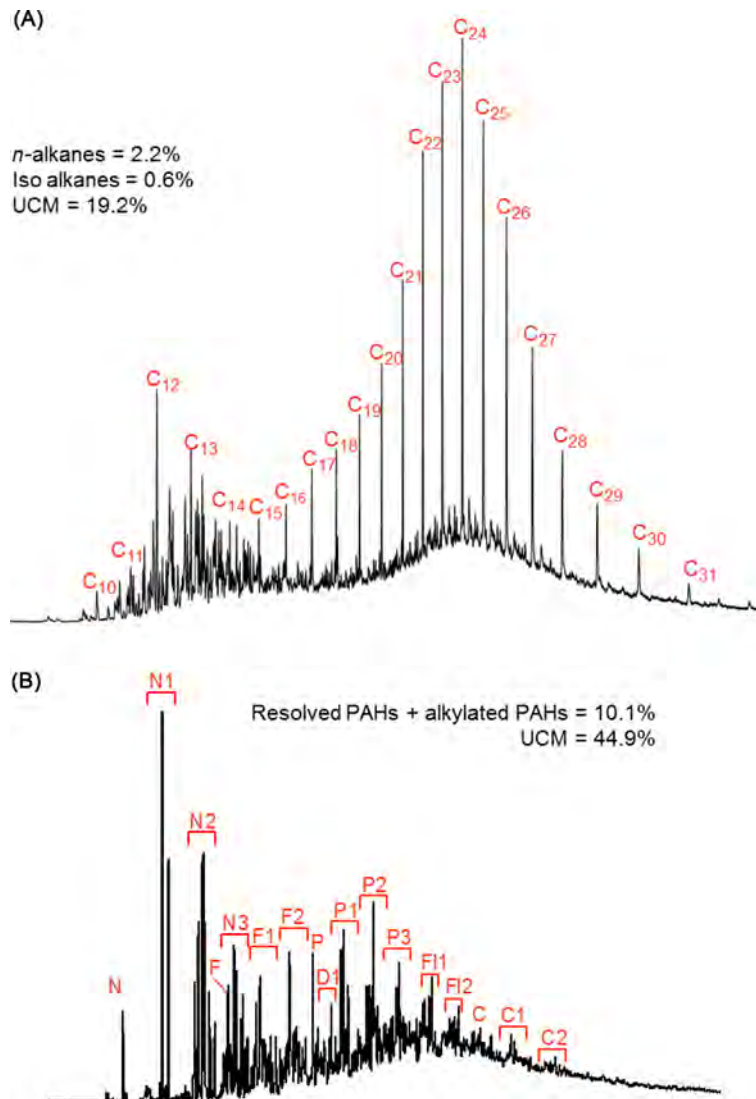 (A)
n-alkanes = 2.2%
Iso alkanes = 0.6%
UCM = 19.2%
C10
C11
C12
C13
C14
C15
C16
C17
C18
C19
C20
C21
C22
C23
C24
C25
C26
C27
C28
C29
C30
C31
(B)
Resolved PAHs + alkylated PAHs = 10.1%
UCM = 44.9%
N
N1
N2
F
N3
F1
F2
P
D1
P1
P2
P3
Fl1
Fl2
C
C1
C2